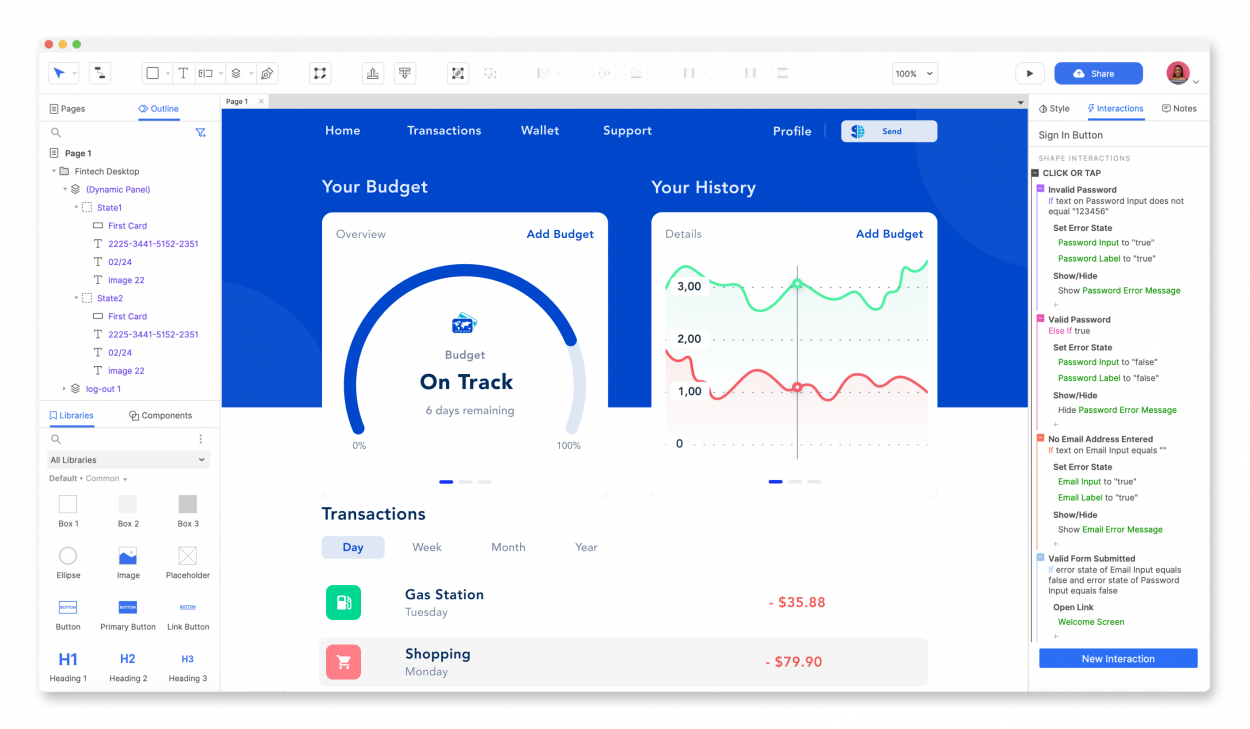 100%
Share
Pages
Outline
Page 1
Fintech Desktop
(Dynamic Panel)
State1
First Card
2225-3441-5152-2351
02/24
image 22
State2
First Card
2225-3441-5152-2351
02/24
image 22
log-out 1
Libraries
Components
All Libraries
Default • Common
Box 1
Box 2
Box 3
Ellipse
Image
Placeholder
BUTTON
BUTTON
BUTTON
Button
Primary Button
Link Button
H1
H2
H3
Heading 1
Heading 2
Heading 3
Page 1
Home
Transactions
Wallet
Support
Profile
Send
Your Budget
Overview
Add Budget
Budget
On Track
6 days remaining
0%
100%
Your History
Details
Add Budget
3,00
2,00
1,00
0
Transactions
Day
Week
Month
Year
Gas Station
Tuesday
- $35.88
Shopping
Monday
- $79.90
Style
Interactions
Notes
Sign In Button
SHAPE INTERACTIONS
CLICK OR TAP
Invalid Password
If text on Password Input does not
equal "123456"
Set Error State
Password Input to "true"
Password Label to "true"
Show/Hide
Show Password Error Message
Valid Password
Else If true
Set Error State
Password Input to "false"
Password Label to "false"
Show/Hide
Hide Password Error Message
No Email Address Entered
If text on Email Input equals ""
Set Error State
Email Input to "true"
Email Label to "true"
Show/Hide
Show Email Error Message
Valid Form Submitted
If error state of Email Input equals
false and error state of Password
Input equals false
Open Link
Welcome Screen
New Interaction